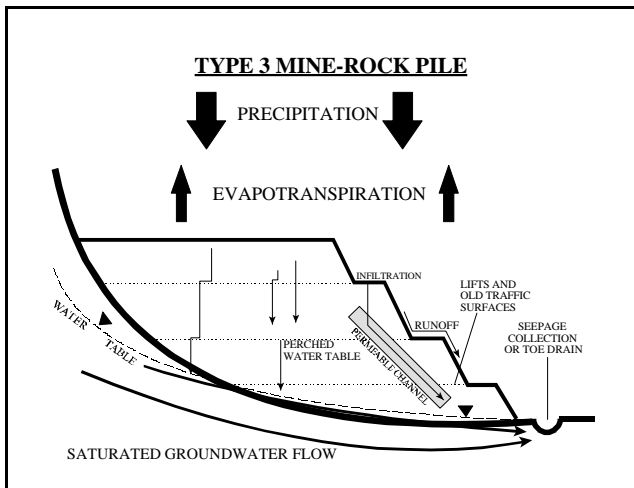 TYPE 3 MINE-ROCK PILE
PRECIPITATION
EVAPOTRANSPIRATION
INFILTRATION
LIFTS AND
OLD TRAFFIC
SURFACES
RUNOFF
SEEPAGE
COLLECTION
OR TOE DRAIN
WATER
TABLE
PERCHED
WATER TABLE
PERMEABLE CHANNEL
SATURATED GROUNDWATER FLOW